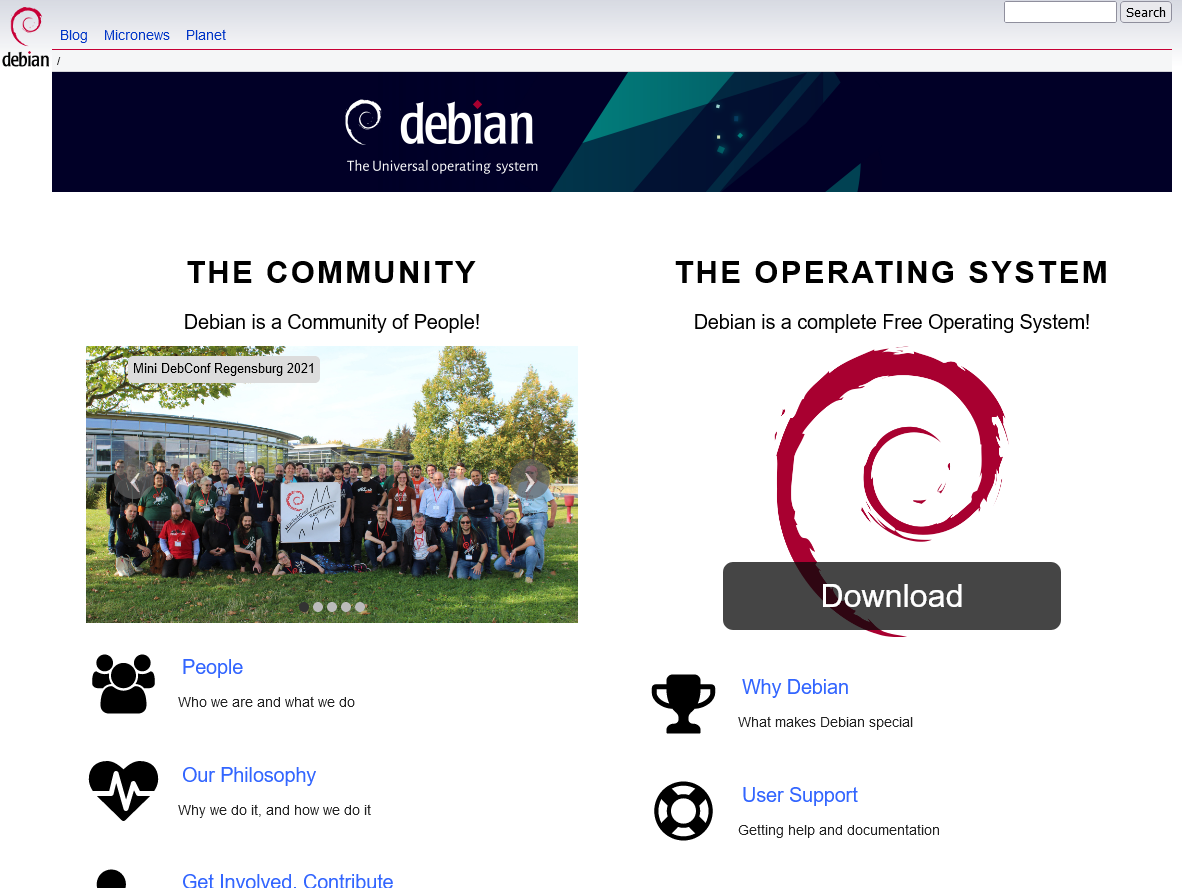 Search
Blog Micronews Planet
debian
/
debian
The Universal operating system
THE COMMUNITY
Debian is a Community of People!
Mini DebConf Regensburg 2021
People
Who we are and what we do
Our Philosophy
Why we do it, and how we do it
Get Involved, Contribute
THE OPERATING SYSTEM
Debian is a complete Free Operating System!
Download
Why Debian
What makes Debian special
User Support
Getting help and documentation